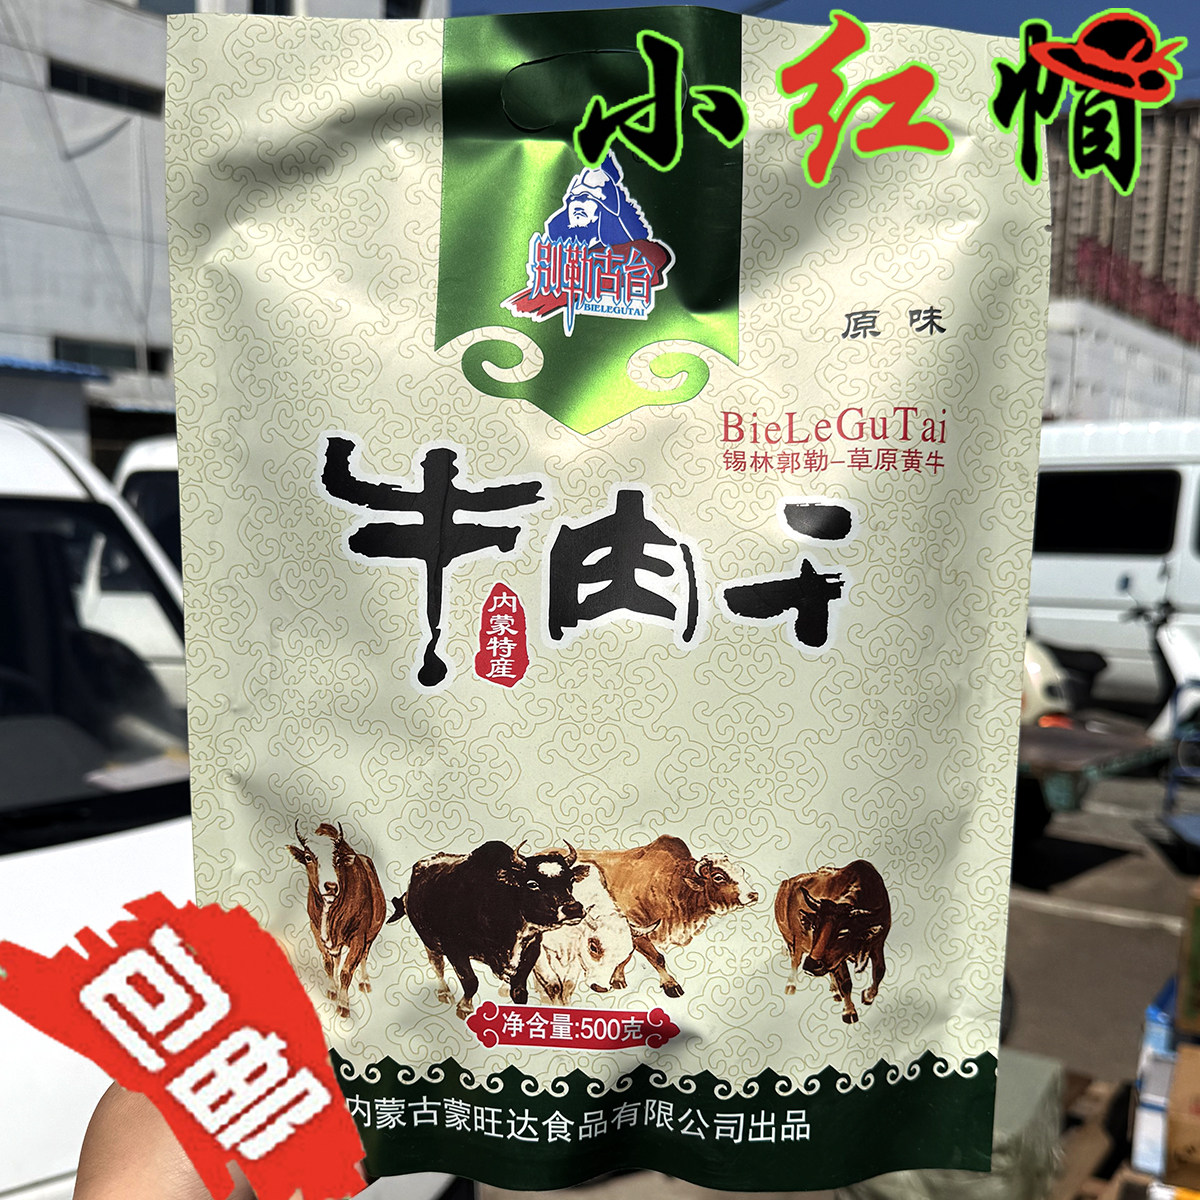 小红帽
别勒古台
BIELEGUTAI
原味
BieLeGuTai
锡林郭勒—草原黄牛
牛肉干
内蒙特产
净含量:500克
内蒙古蒙旺达食品有限公司出品
包邮